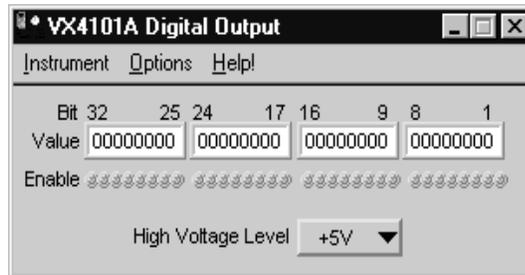 VX4101A Digital Output
Instrument Options Help!
Bit 32 25 24 17 16 9 8 1
Value 00000000 00000000 00000000 00000000
Enable
High Voltage Level +5V